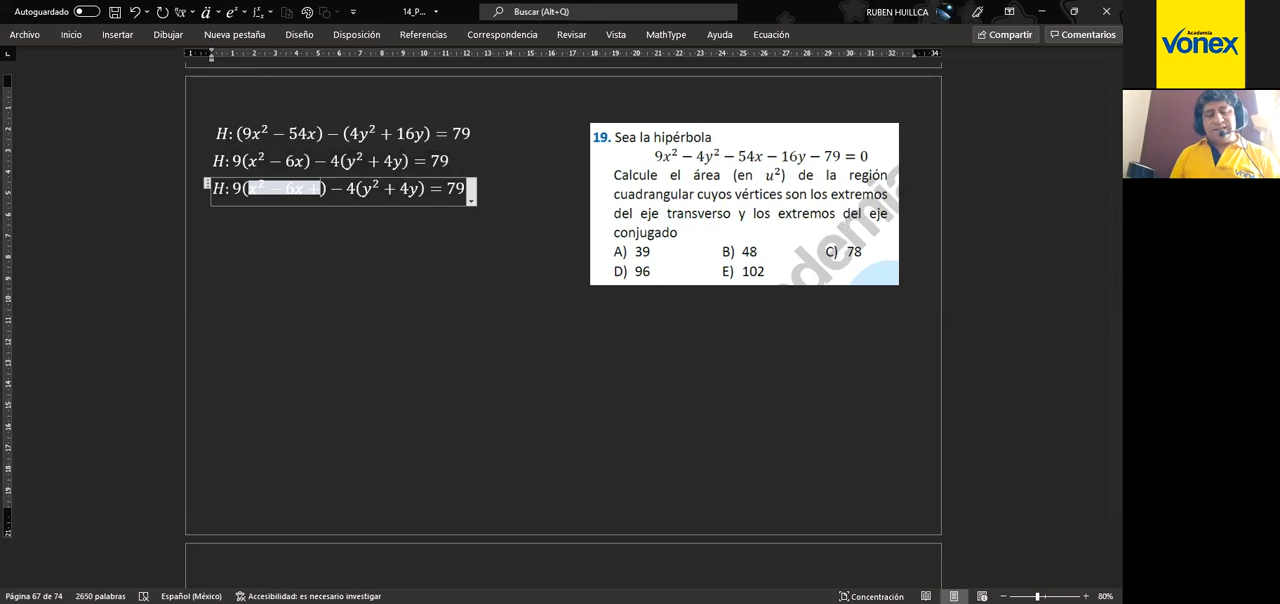 Autoguardado
14_P...
Buscar (Alt+Q)
RUBEN HUILLCA
Archivo Inicio Insertar Dibujar Nueva pestaña Diseño Disposición Referencias Correspondencia Revisar Vista MathType Ayuda Ecuación
Compartir Comentarios
Academia
Vonex
H: (9x² − 54x) − (4y² + 16y) = 79
H: 9(x² − 6x) − 4(y² + 4y) = 79
H: 9(x² − 6x +) − 4(y² + 4y) = 79
19. Sea la hipérbola
9x² − 4y² − 54x − 16y − 79 = 0
Calcule el área (en u²) de la región
cuadrangular cuyos vértices son los extremos
del eje transverso y los extremos del eje
conjugado
A) 39 B) 48 C) 78
D) 96 E) 102
Página 67 de 74 2650 palabras Español (México) Accesibilidad: es necesario investigar
Concentración 80%